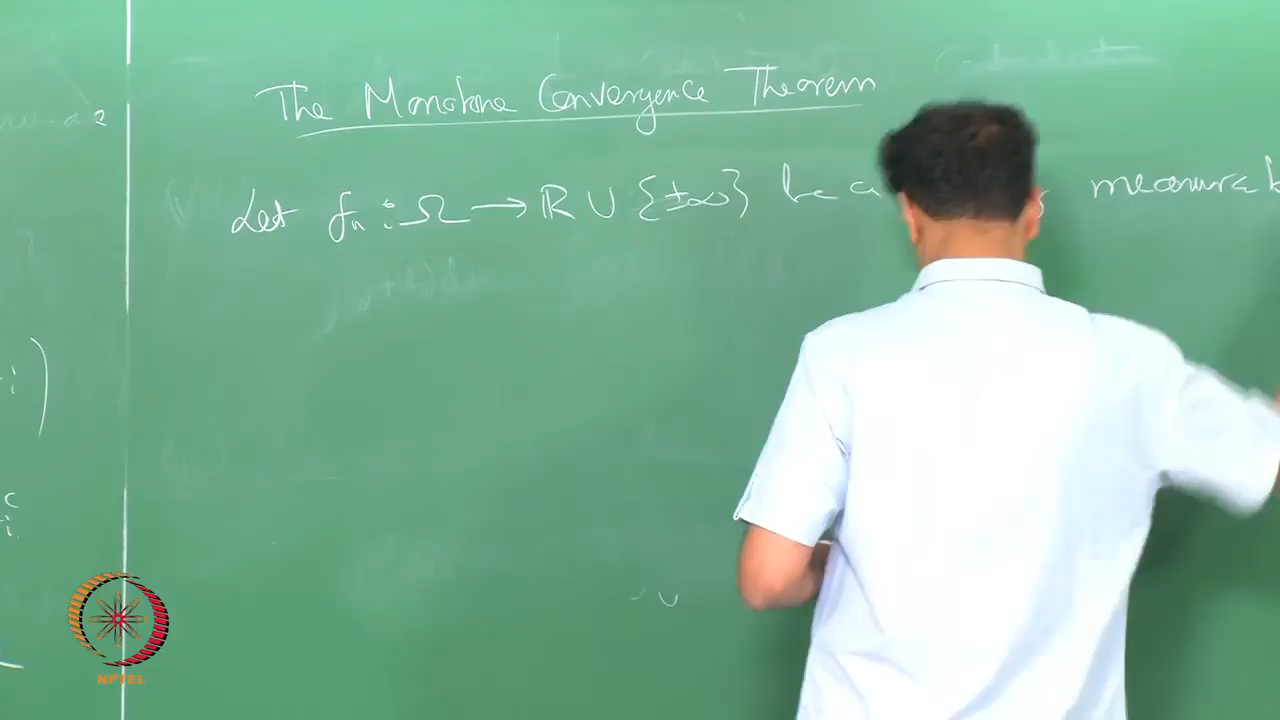 The Monotone Convergence Theorem
Let fₙ : Ω → ℝ ∪ {±∞} be a measurab
NPTEL